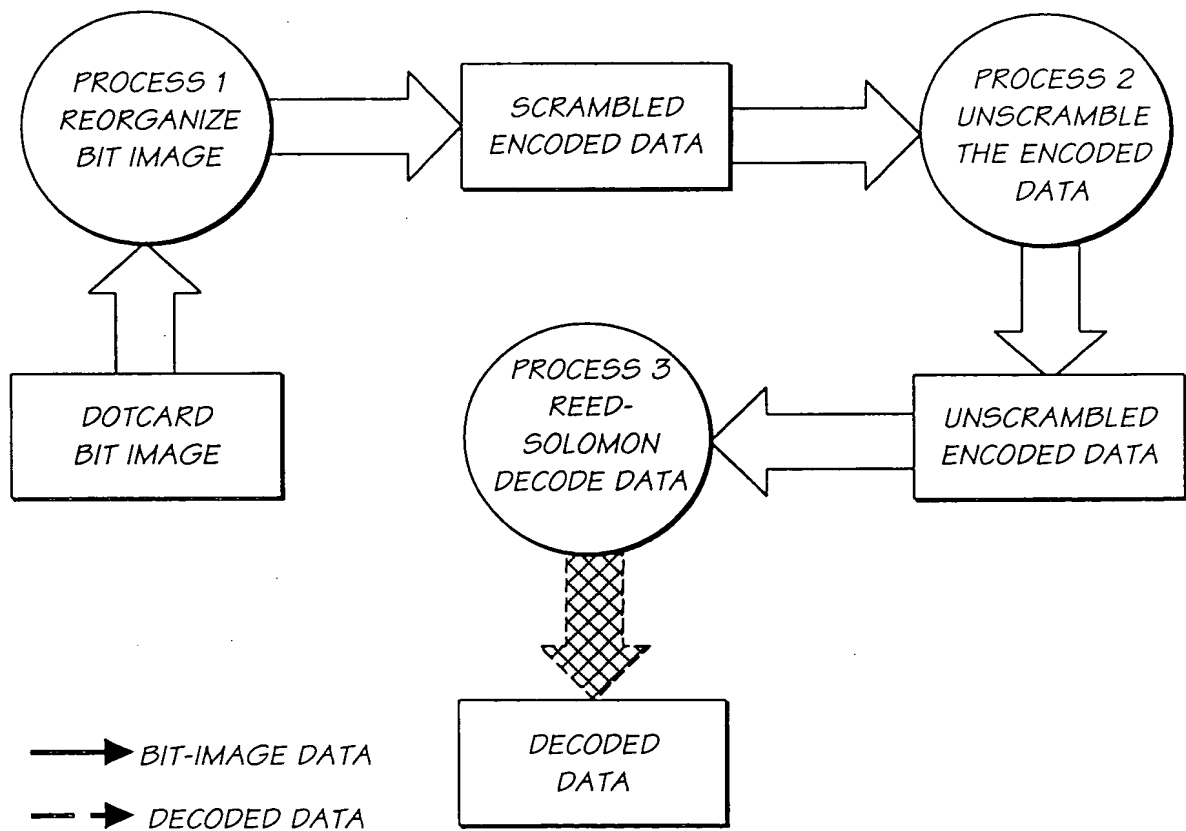 PROCESS 1
REORGANIZE
BIT IMAGE
SCRAMBLED
ENCODED DATA
PROCESS 2
UNSCRAMBLE
THE ENCODED
DATA
DOTCARD
BIT IMAGE
PROCESS 3
REED-
SOLOMON
DECODE DATA
UNSCRAMBLED
ENCODED DATA
DECODED
DATA
BIT-IMAGE DATA
DECODED DATA